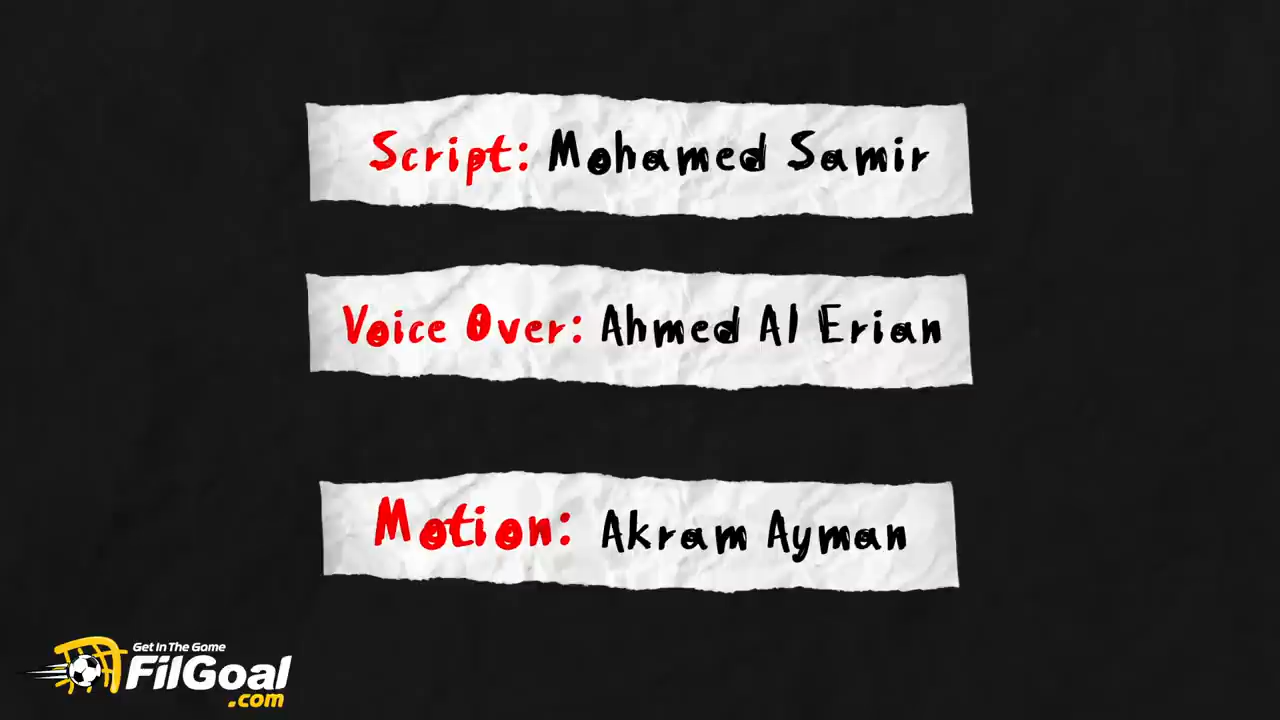 Script: Mohamed Samir
Voice Over: Ahmed Al Erian
Motion: Akram Ayman
Get In The Game
FilGoal
.com